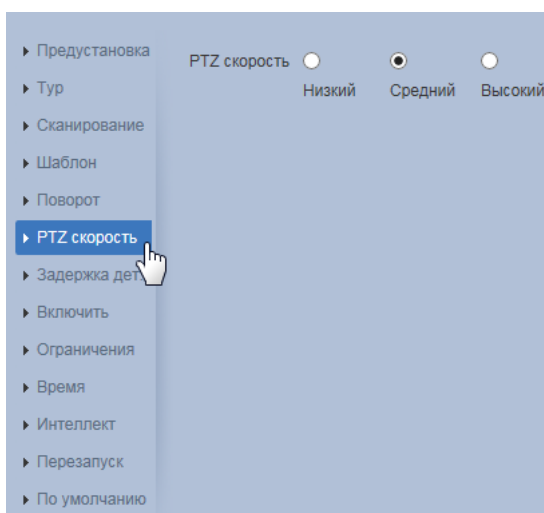 Предустановка
Тур
Сканирование
Шаблон
Поворот
PTZ скорость
Задержка дет.
Включить
Ограничения
Время
Интеллект
Перезапуск
По умолчанию
PTZ скорость
Низкий Средний Высокий